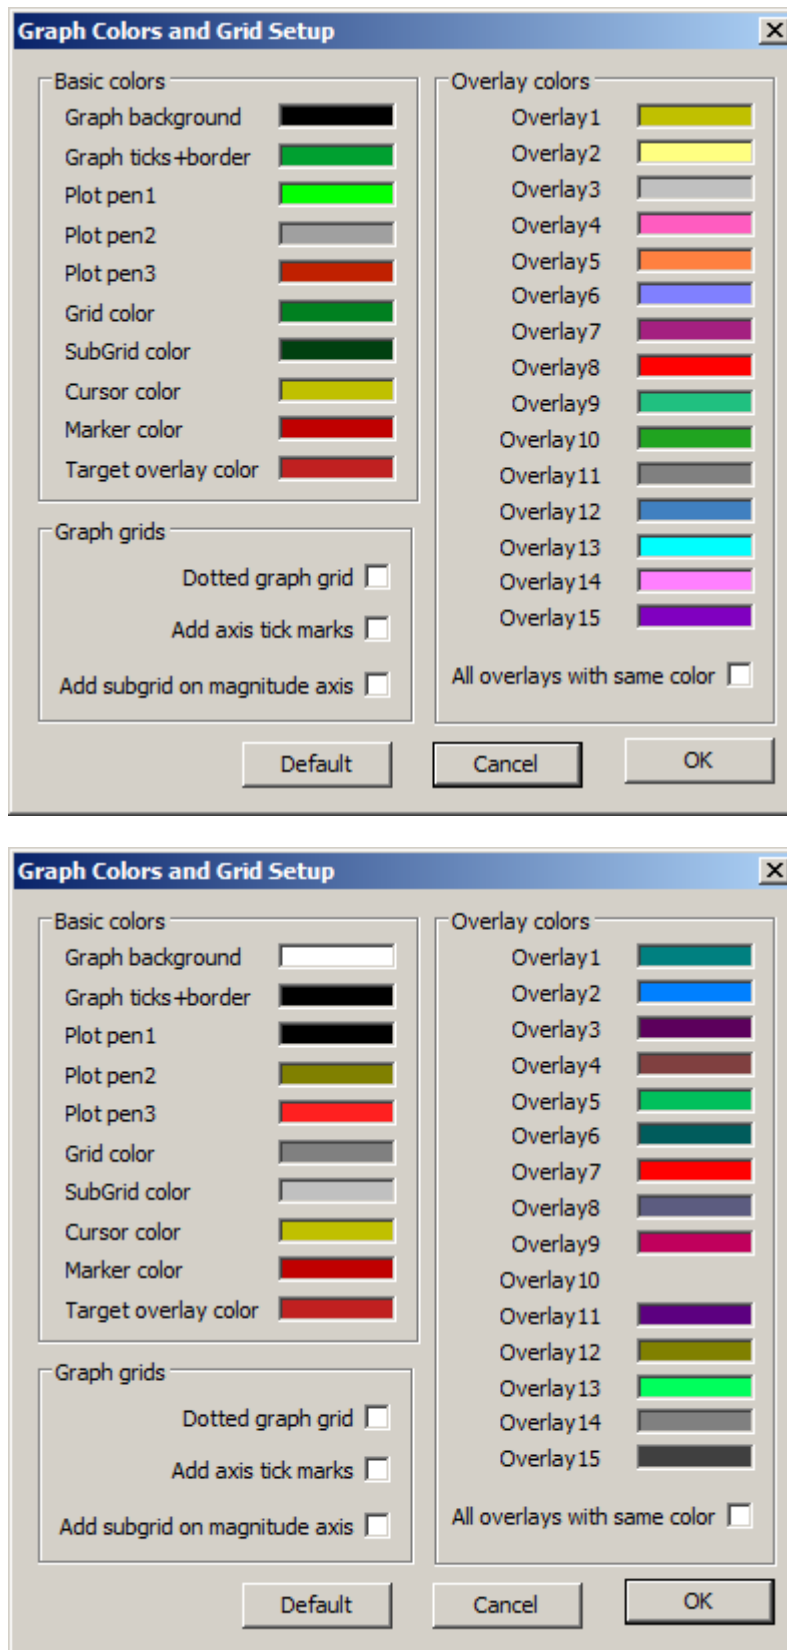 Graph Colors and Grid Setup
Basic colors
Graph background
Graph ticks+border
Plot pen1
Plot pen2
Plot pen3
Grid color
SubGrid color
Cursor color
Marker color
Target overlay color
Graph grids
Dotted graph grid
Add axis tick marks
Add subgrid on magnitude axis
Overlay colors
Overlay1
Overlay2
Overlay3
Overlay4
Overlay5
Overlay6
Overlay7
Overlay8
Overlay9
Overlay10
Overlay11
Overlay12
Overlay13
Overlay14
Overlay15
All overlays with same color
Default
Cancel
OK
Graph Colors and Grid Setup
Basic colors
Graph background
Graph ticks+border
Plot pen1
Plot pen2
Plot pen3
Grid color
SubGrid color
Cursor color
Marker color
Target overlay color
Graph grids
Dotted graph grid
Add axis tick marks
Add subgrid on magnitude axis
Overlay colors
Overlay1
Overlay2
Overlay3
Overlay4
Overlay5
Overlay6
Overlay7
Overlay8
Overlay9
Overlay10
Overlay11
Overlay12
Overlay13
Overlay14
Overlay15
All overlays with same color
Default
Cancel
OK